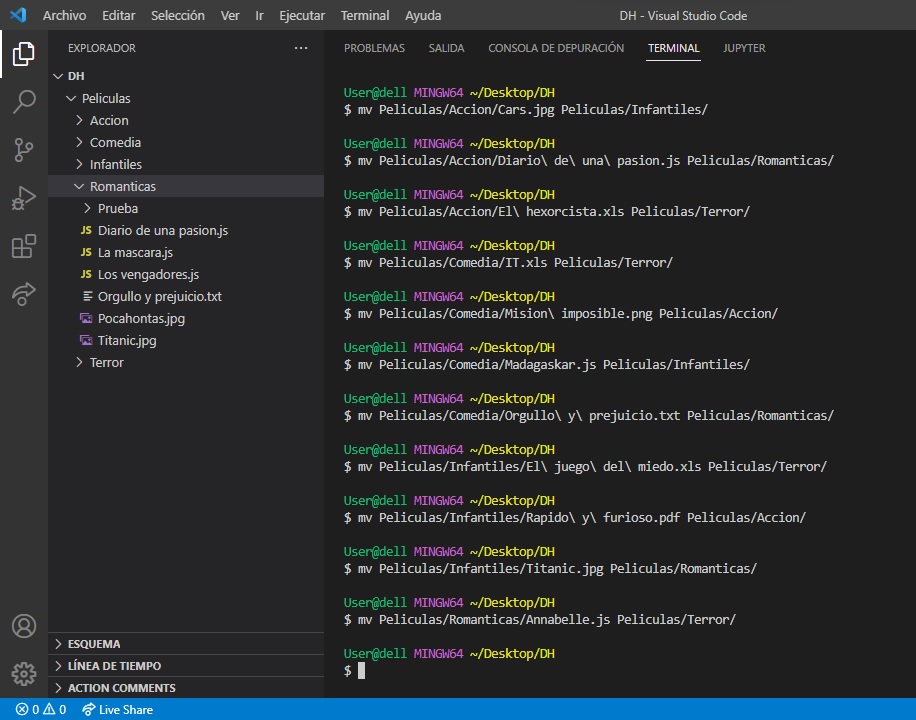 Archivo Editar Selección Ver Ir Ejecutar Terminal Ayuda DH - Visual Studio Code
EXPLORADOR ···
DH
Peliculas
Accion
Comedia
Infantiles
Romanticas
Prueba
JS Diario de una pasion.js
JS La mascara.js
JS Los vengadores.js
Orgullo y prejuicio.txt
Pocahontas.jpg
Titanic.jpg
Terror
ESQUEMA
LÍNEA DE TIEMPO
ACTION COMMENTS
PROBLEMAS SALIDA CONSOLA DE DEPURACIÓN TERMINAL JUPYTER
User@dell MINGW64 ~/Desktop/DH
$ mv Peliculas/Accion/Cars.jpg Peliculas/Infantiles/
User@dell MINGW64 ~/Desktop/DH
$ mv Peliculas/Accion/Diario\ de\ una\ pasion.js Peliculas/Romanticas/
User@dell MINGW64 ~/Desktop/DH
$ mv Peliculas/Accion/El\ hexorcista.xls Peliculas/Terror/
User@dell MINGW64 ~/Desktop/DH
$ mv Peliculas/Comedia/IT.xls Peliculas/Terror/
User@dell MINGW64 ~/Desktop/DH
$ mv Peliculas/Comedia/Mision\ imposible.png Peliculas/Accion/
User@dell MINGW64 ~/Desktop/DH
$ mv Peliculas/Comedia/Madagaskar.js Peliculas/Infantiles/
User@dell MINGW64 ~/Desktop/DH
$ mv Peliculas/Comedia/Orgullo\ y\ prejuicio.txt Peliculas/Romanticas/
User@dell MINGW64 ~/Desktop/DH
$ mv Peliculas/Infantiles/El\ juego\ del\ miedo.xls Peliculas/Terror/
User@dell MINGW64 ~/Desktop/DH
$ mv Peliculas/Infantiles/Rapido\ y\ furioso.pdf Peliculas/Accion/
User@dell MINGW64 ~/Desktop/DH
$ mv Peliculas/Infantiles/Titanic.jpg Peliculas/Romanticas/
User@dell MINGW64 ~/Desktop/DH
$ mv Peliculas/Romanticas/Annabelle.js Peliculas/Terror/
User@dell MINGW64 ~/Desktop/DH
$
0 0 Live Share